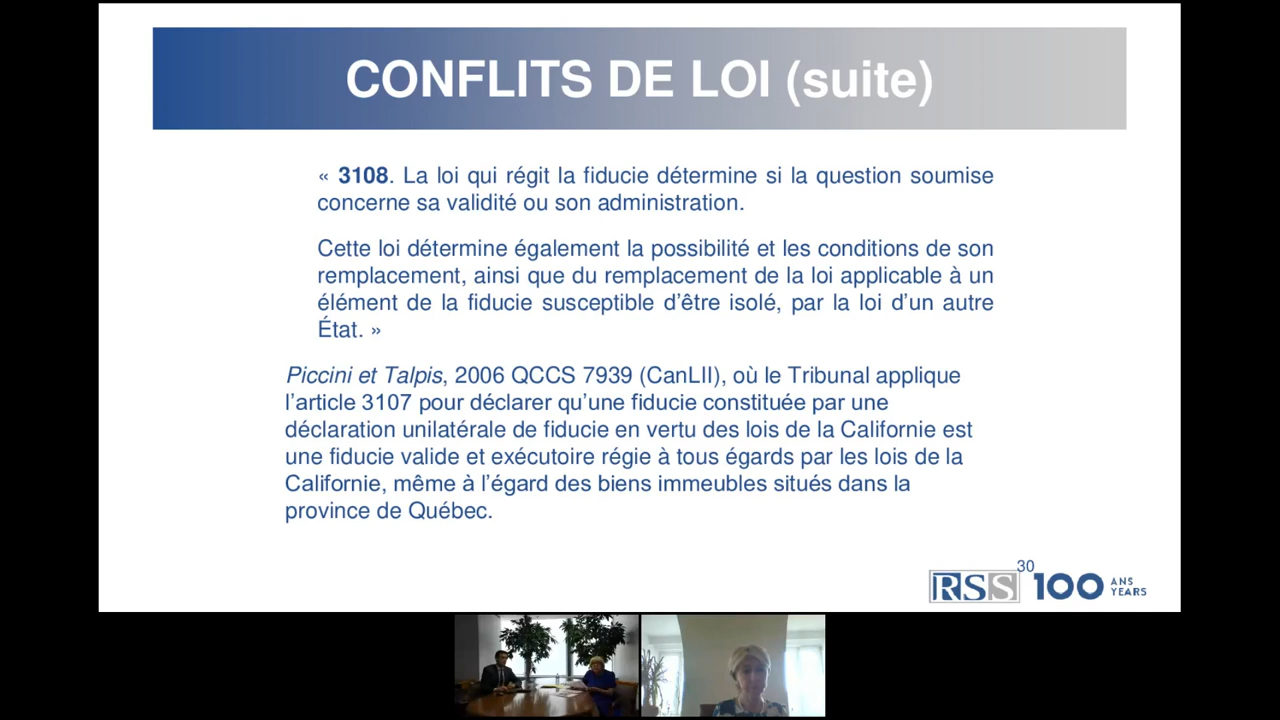 CONFLITS DE LOI (suite)
« 3108. La loi qui régit la fiducie détermine si la question soumise
concerne sa validité ou son administration.
Cette loi détermine également la possibilité et les conditions de son
remplacement, ainsi que du remplacement de la loi applicable à un
élément de la fiducie susceptible d’être isolé, par la loi d’un autre
État. »
Piccini et Talpis, 2006 QCCS 7939 (CanLII), où le Tribunal applique
l’article 3107 pour déclarer qu’une fiducie constituée par une
déclaration unilatérale de fiducie en vertu des lois de la Californie est
une fiducie valide et exécutoire régie à tous égards par les lois de la
Californie, même à l’égard des biens immeubles situés dans la
province de Québec.
30
RSS 100 ANS
YEARS